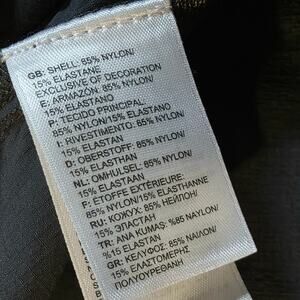 GB: SHELL: 85% NYLON/
15% ELASTANE
EXCLUSIVE OF DECORATION
E: ARMAZÓN: 85% NYLON/
15% ELASTANO
P: TECIDO PRINCIPAL:
85% NYLON/15% ELASTANO
I: RIVESTIMENTO: 85% NYLON/
15% ELASTAN
D: OBERSTOFF: 85% NYLON/
15% ELASTHAN
NL: OMHULSEL: 85% NYLON/
15% ELASTAAN
F: ÉTOFFE EXTÉRIEURE:
85% NYLON/15% ELASTHANNE
RU: КОЖУХ: 85% НЕЙЛОН/
15% ЭЛАСТАН
TR: ANA KUMAŞ: %85 NAYLON/
%15 ELASTAN
GR: ΚΕΛΥΦΟΣ: 85% ΝΑΙΛΟΝ/
15% ΕΛΑΣΤΟΜΕΡΗΣ
ΠΟΛΥΟΥΡΕΘΑΝΗ